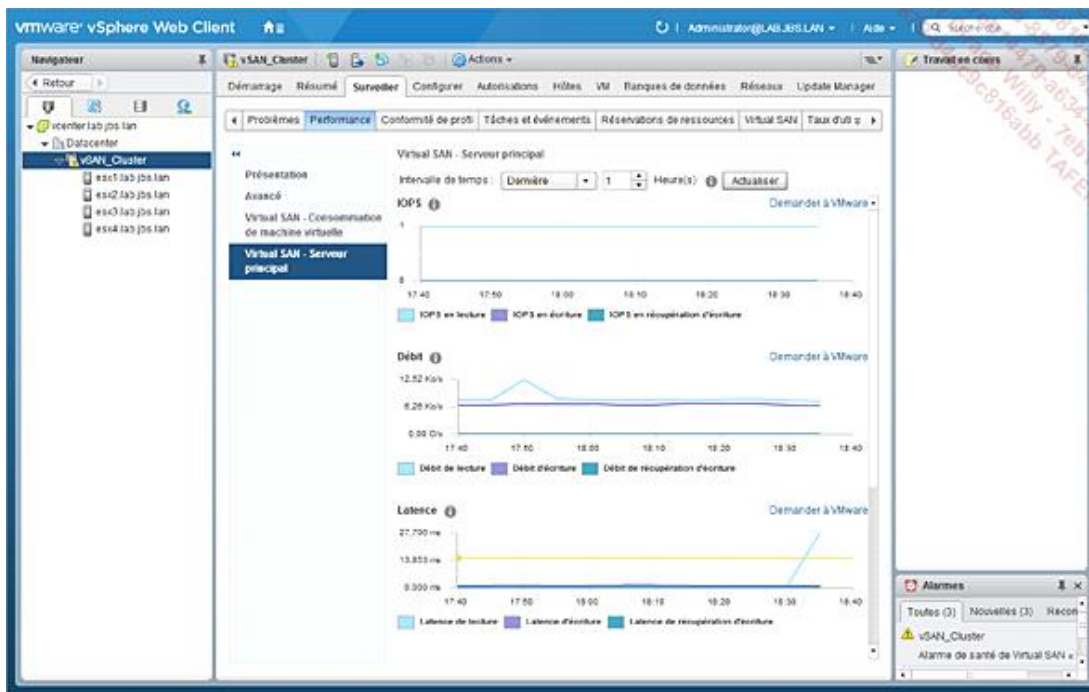 vmware® vSphere Web Client
Administrator@LAB.JBS.LAN
Aide
Navigateur
vSAN_Cluster
Actions
Travail en cours
Retour
Démarrage Résumé Surveiller Configurer Autorisations Hôtes VM Banques de données Réseaux Update Manager
Problèmes Performance Conformité de profi Tâches et événements Réservations de ressources Virtual SAN Taux d'uti
vcenter.lab.jbs.lan
Datacenter
vSAN_Cluster
esx1.lab.jbs.lan
esx2.lab.jbs.lan
esx3.lab.jbs.lan
esx4.lab.jbs.lan
Présentation
Avancé
Virtual SAN - Consommation
de machine virtuelle
Virtual SAN - Serveur
principal
Virtual SAN - Serveur principal
Intervalle de temps : Dernière 1 Heure(s) Actualiser
IOPS Demander à VMware
1
0
17:40 17:50 18:00 18:10 18:20 18:30 18:40
IOPS en lecture IOPS en écriture IOPS en récupération d'écriture
Débit Demander à VMware
12.52 Ko/s
6.26 Ko/s
0.00 O/s
17:40 17:50 18:00 18:10 18:20 18:30 18:40
Débit de lecture Débit d'écriture Débit de récupération d'écriture
Latence Demander à VMware
0.000 ms
17:40 17:50 18:00 18:10 18:20 18:30 18:40
Latence de lecture Latence d'écriture Latence de récupération d'écriture
Alarmes
Toutes (3) Nouvelles (3) Recon
vSAN_Cluster
Alarme de santé de Virtual SAN «